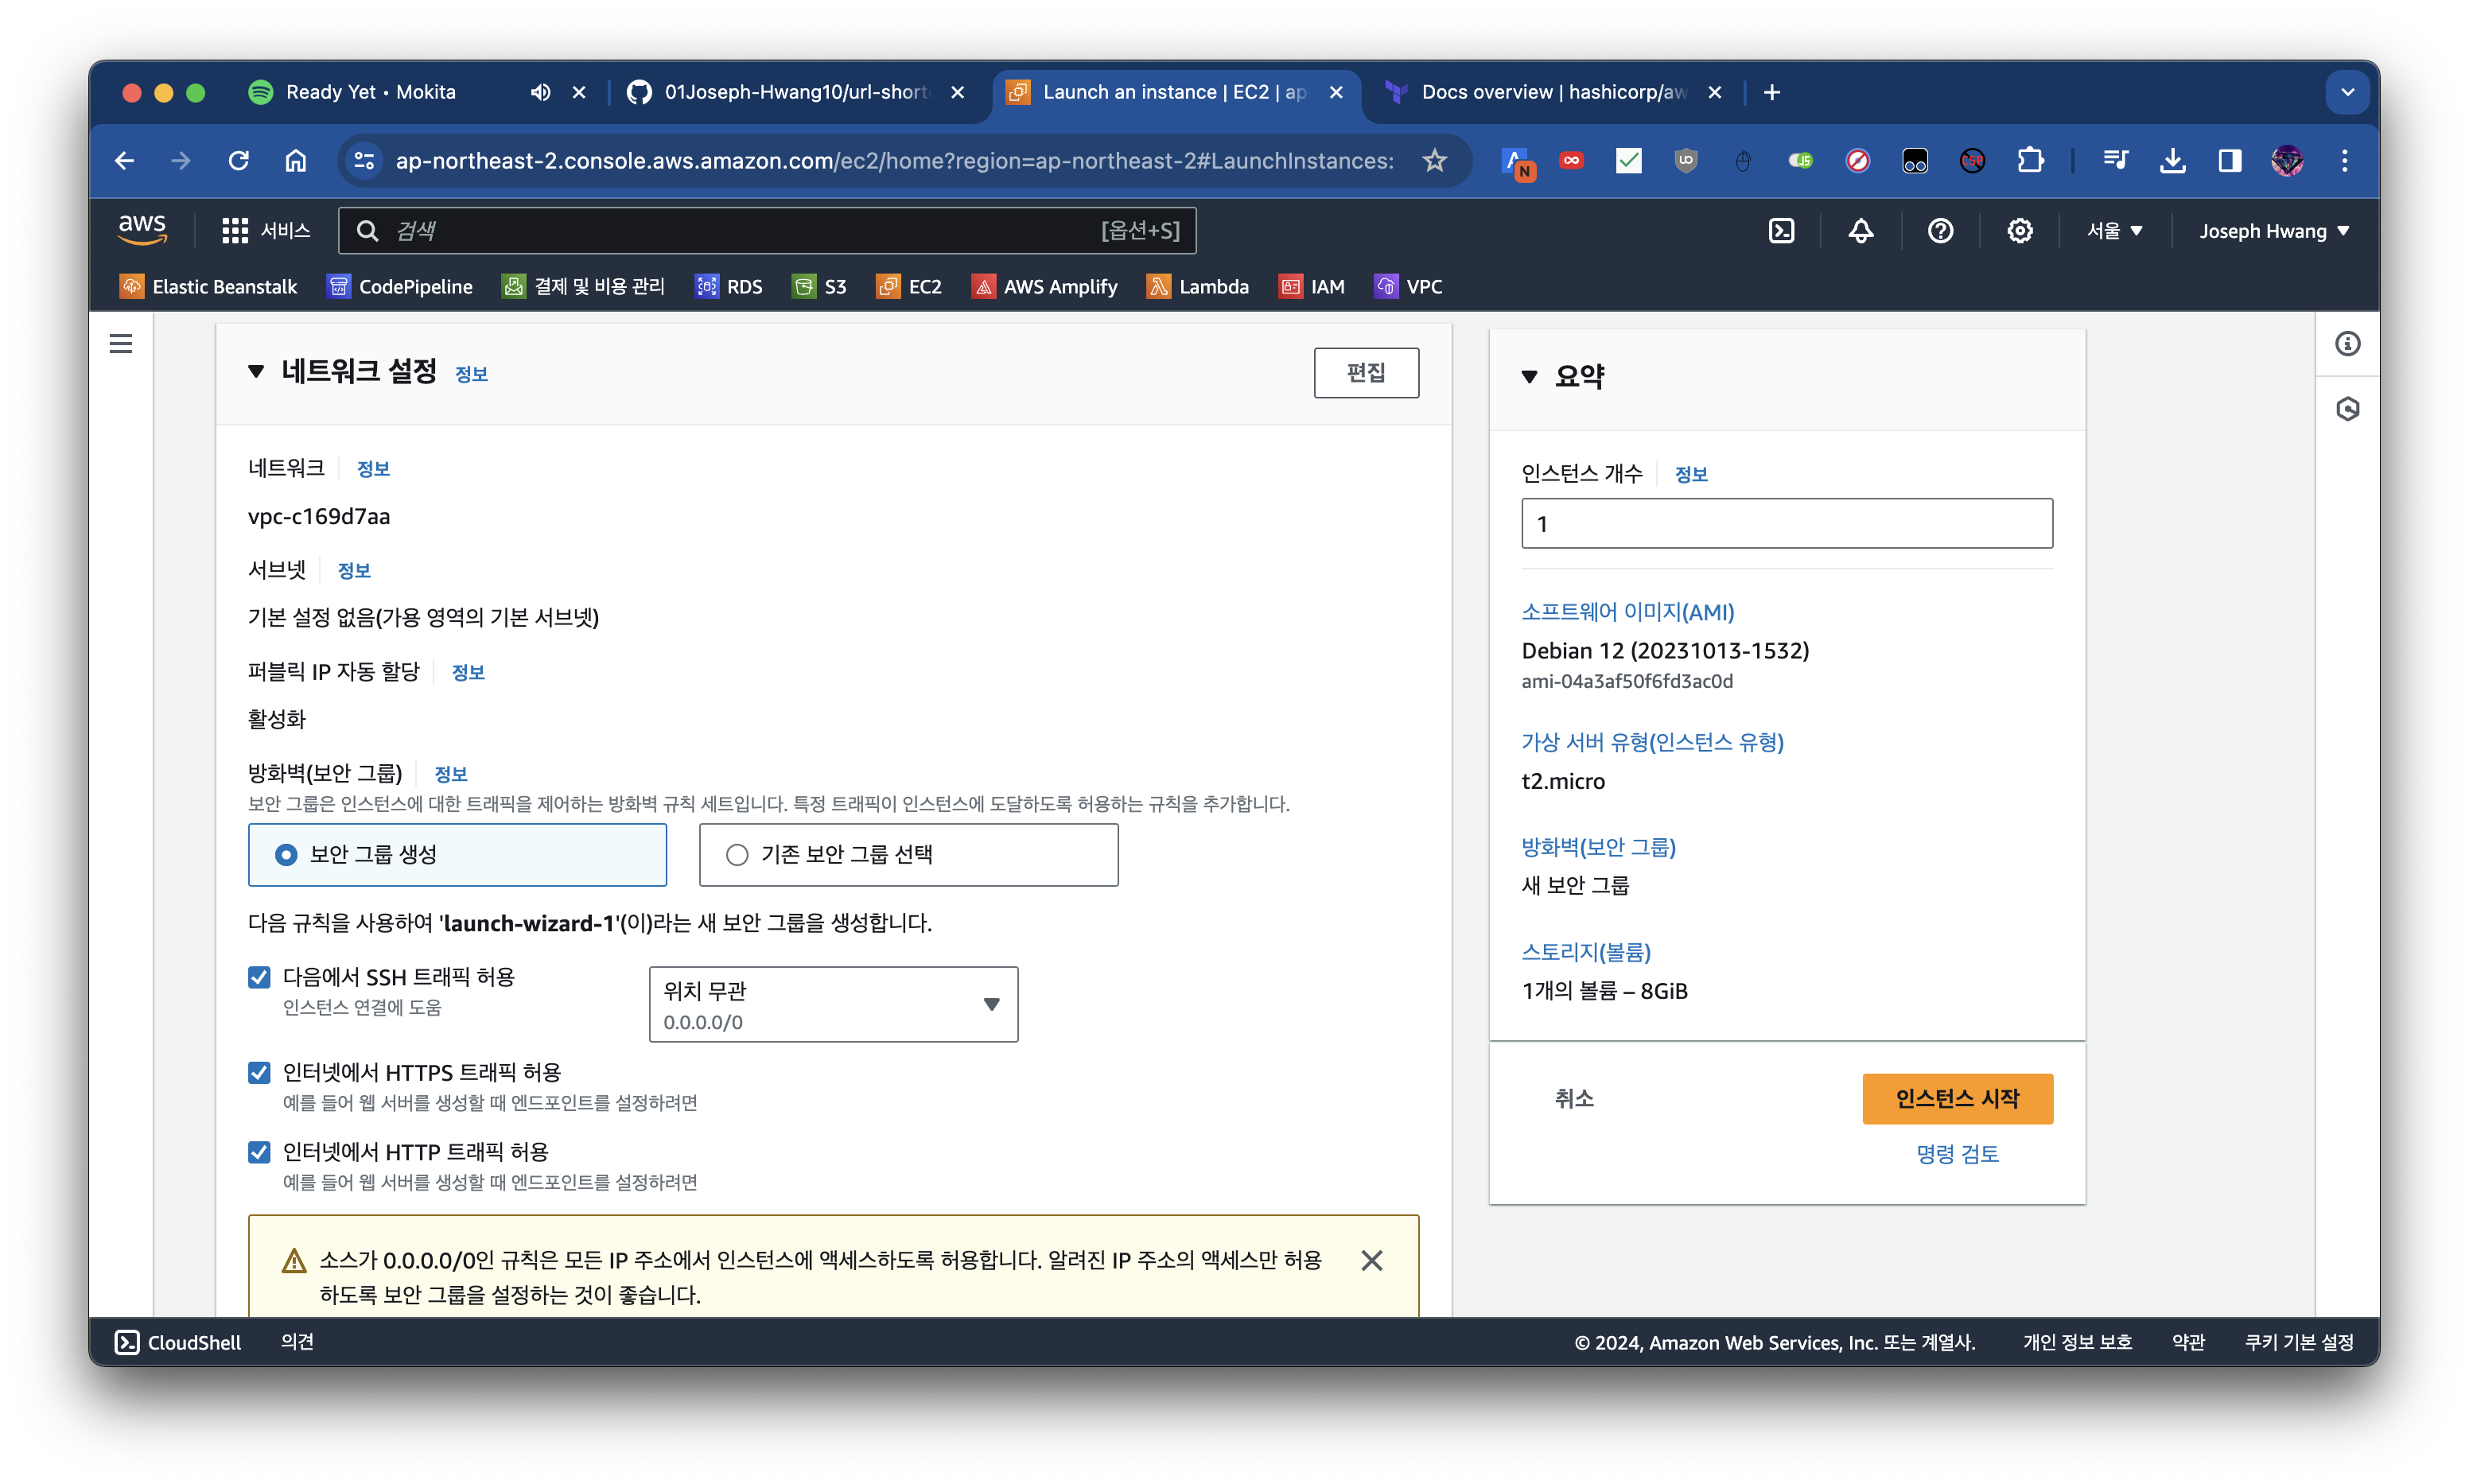 Ready Yet • Mokita
01Joseph-Hwang10/url-short
Launch an instance | EC2 | ap
Docs overview | hashicorp/aw
ap-northeast-2.console.aws.amazon.com/ec2/home?region=ap-northeast-2#LaunchInstances:
aws
서비스
검색
[옵션+S]
서울
Joseph Hwang
Elastic Beanstalk
CodePipeline
결제 및 비용 관리
RDS
S3
EC2
AWS Amplify
Lambda
IAM
VPC
네트워크 설정 정보
편집
네트워크 정보
vpc-c169d7aa
서브넷 정보
기본 설정 없음(가용 영역의 기본 서브넷)
퍼블릭 IP 자동 할당 정보
활성화
방화벽(보안 그룹) 정보
보안 그룹은 인스턴스에 대한 트래픽을 제어하는 방화벽 규칙 세트입니다. 특정 트래픽이 인스턴스에 도달하도록 허용하는 규칙을 추가합니다.
보안 그룹 생성
기존 보안 그룹 선택
다음 규칙을 사용하여 'launch-wizard-1'(이)라는 새 보안 그룹을 생성합니다.
다음에서 SSH 트래픽 허용
인스턴스 연결에 도움
위치 무관
0.0.0.0/0
인터넷에서 HTTPS 트래픽 허용
예를 들어 웹 서버를 생성할 때 엔드포인트를 설정하려면
인터넷에서 HTTP 트래픽 허용
예를 들어 웹 서버를 생성할 때 엔드포인트를 설정하려면
소스가 0.0.0.0/0인 규칙은 모든 IP 주소에서 인스턴스에 액세스하도록 허용합니다. 알려진 IP 주소의 액세스만 허용
하도록 보안 그룹을 설정하는 것이 좋습니다.
요약
인스턴스 개수 정보
1
소프트웨어 이미지(AMI)
Debian 12 (20231013-1532)
ami-04a3af50f6fd3ac0d
가상 서버 유형(인스턴스 유형)
t2.micro
방화벽(보안 그룹)
새 보안 그룹
스토리지(볼륨)
1개의 볼륨 – 8GiB
취소
인스턴스 시작
명령 검토
CloudShell
의견
© 2024, Amazon Web Services, Inc. 또는 계열사.
개인 정보 보호
약관
쿠키 기본 설정